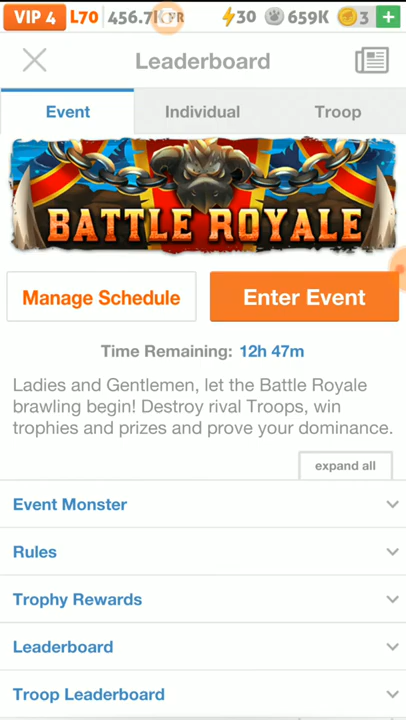 VIP 4 L70 456.7 30 659K 3 +
Leaderboard
Event Individual Troop
BATTLE ROYALE
Manage Schedule Enter Event
Time Remaining: 12h 47m
Ladies and Gentlemen, let the Battle Royale
brawling begin! Destroy rival Troops, win
trophies and prizes and prove your dominance.
expand all
Event Monster
Rules
Trophy Rewards
Leaderboard
Troop Leaderboard